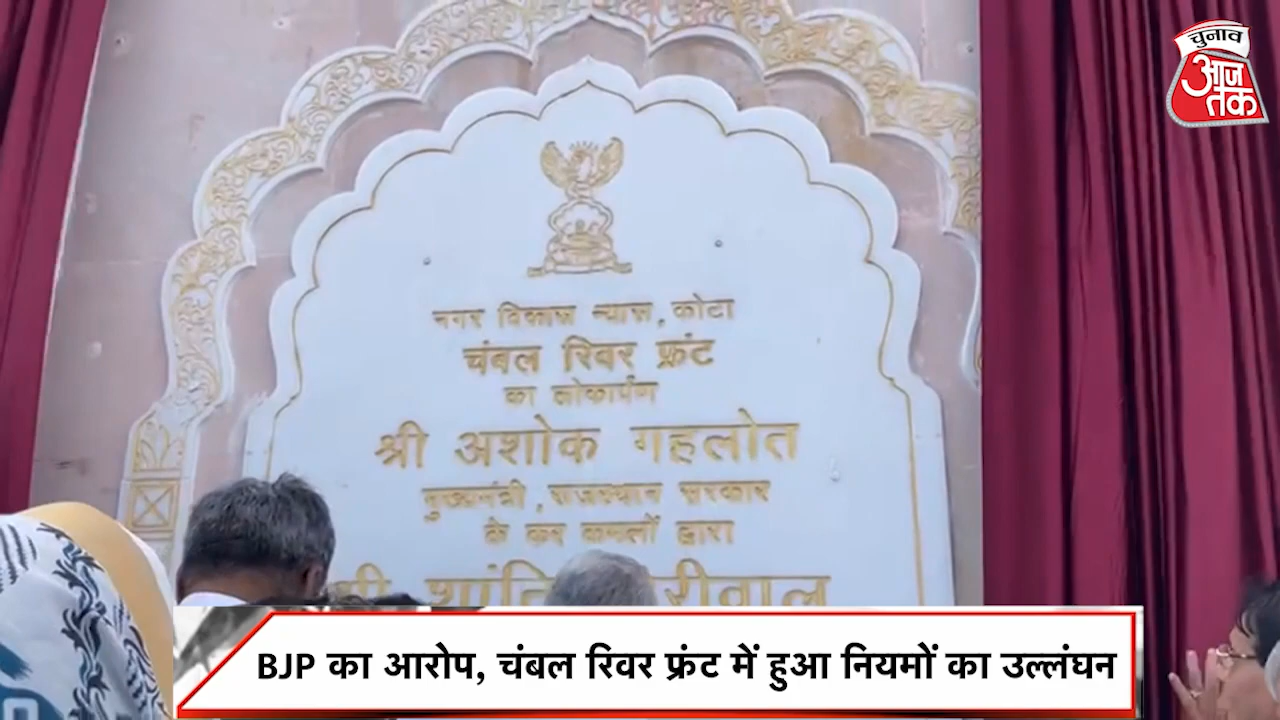 चुनाव
आज
तक
नगर विकास न्यास, कोटा
चंबल रिवर फ्रंट
का लोकार्पण
श्री अशोक गहलोत
मुख्यमंत्री, राजस्थान सरकार
के कर कमलों द्वारा
श्री
BJP का आरोप, चंबल रिवर फ्रंट में हुआ नियमों का उल्लंघन